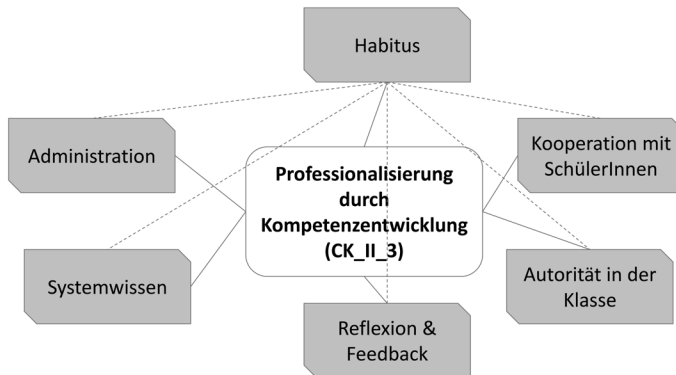 Habitus
Administration
Kooperation mit
SchülerInnen
Professionalisierung
durch
Kompetenzentwicklung
(CK_II_3)
Systemwissen
Autorität in der
Klasse
Reflexion &
Feedback